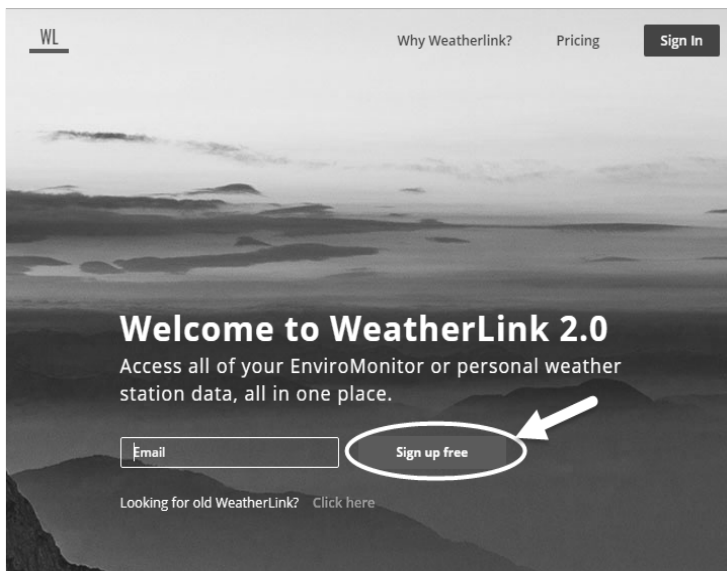 WL
Why Weatherlink?
Pricing
Sign In
Welcome to WeatherLink 2.0
Access all of your EnviroMonitor or personal weather
station data, all in one place.
Email
Sign up free
Looking for old WeatherLink? Click here